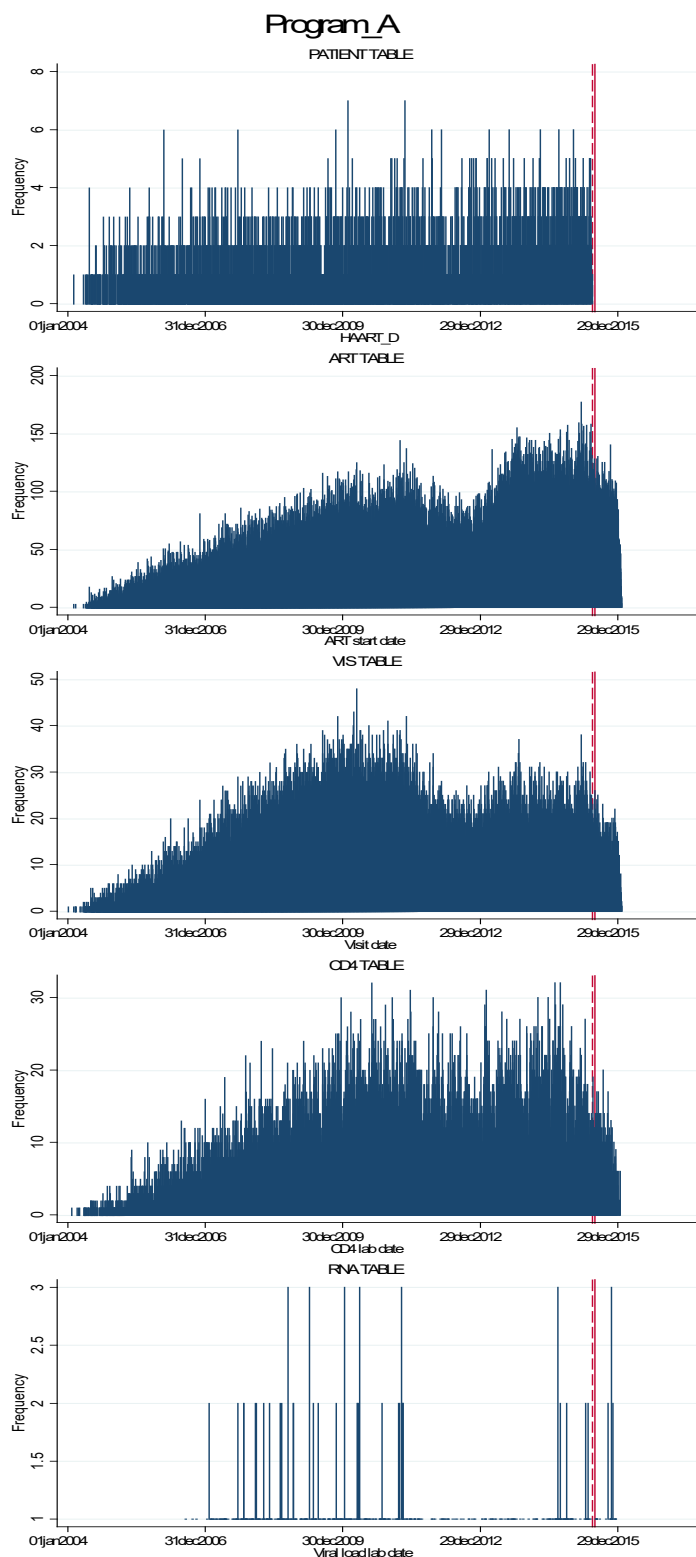 Program_A
PATIENT TABLE
Frequency
8
6
4
2
0
01jan2004 31dec2006 30dec2009 29dec2012 29dec2015
HAART_D
ART TABLE
Frequency
200
150
100
50
0
01jan2004 31dec2006 30dec2009 29dec2012 29dec2015
ART start date
VIS TABLE
Frequency
50
40
30
20
10
0
01jan2004 31dec2006 30dec2009 29dec2012 29dec2015
Visit date
CD4 TABLE
Frequency
30
20
10
0
01jan2004 31dec2006 30dec2009 29dec2012 29dec2015
CD4 lab date
RNA TABLE
Frequency
3
2.5
2
1.5
1
01jan2004 31dec2006 30dec2009 29dec2012 29dec2015
Viral load lab date